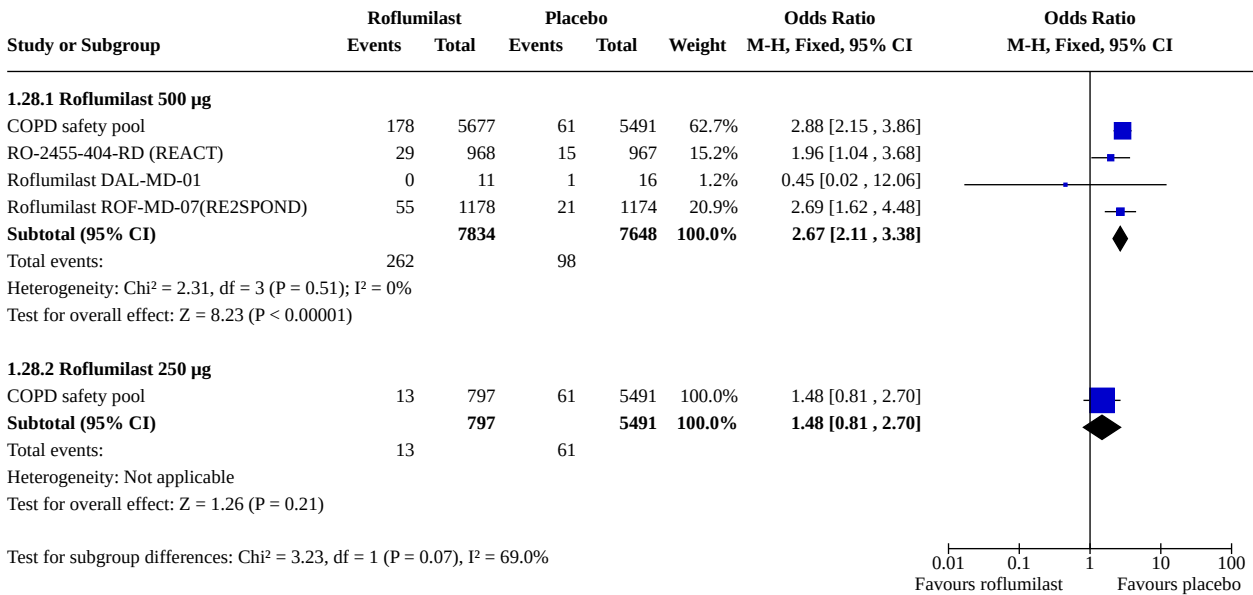 Roflumilast Placebo Odds Ratio Odds Ratio
Study or Subgroup Events Total Events Total Weight M-H, Fixed, 95% CI M-H, Fixed, 95% CI
1.28.1 Roflumilast 500 µg
COPD safety pool 178 5677 61 5491 62.7% 2.88 [2.15 , 3.86]
RO-2455-404-RD (REACT) 29 968 15 967 15.2% 1.96 [1.04 , 3.68]
Roflumilast DAL-MD-01 0 11 1 16 1.2% 0.45 [0.02 , 12.06]
Roflumilast ROF-MD-07(RE2SPOND) 55 1178 21 1174 20.9% 2.69 [1.62 , 4.48]
Subtotal (95% CI) 7834 7648 100.0% 2.67 [2.11 , 3.38]
Total events: 262 98
Heterogeneity: Chi² = 2.31, df = 3 (P = 0.51); I² = 0%
Test for overall effect: Z = 8.23 (P < 0.00001)
1.28.2 Roflumilast 250 µg
COPD safety pool 13 797 61 5491 100.0% 1.48 [0.81 , 2.70]
Subtotal (95% CI) 797 5491 100.0% 1.48 [0.81 , 2.70]
Total events: 13 61
Heterogeneity: Not applicable
Test for overall effect: Z = 1.26 (P = 0.21)
Test for subgroup differences: Chi² = 3.23, df = 1 (P = 0.07), I² = 69.0%
0.01 0.1 1 10 100
Favours roflumilast Favours placebo